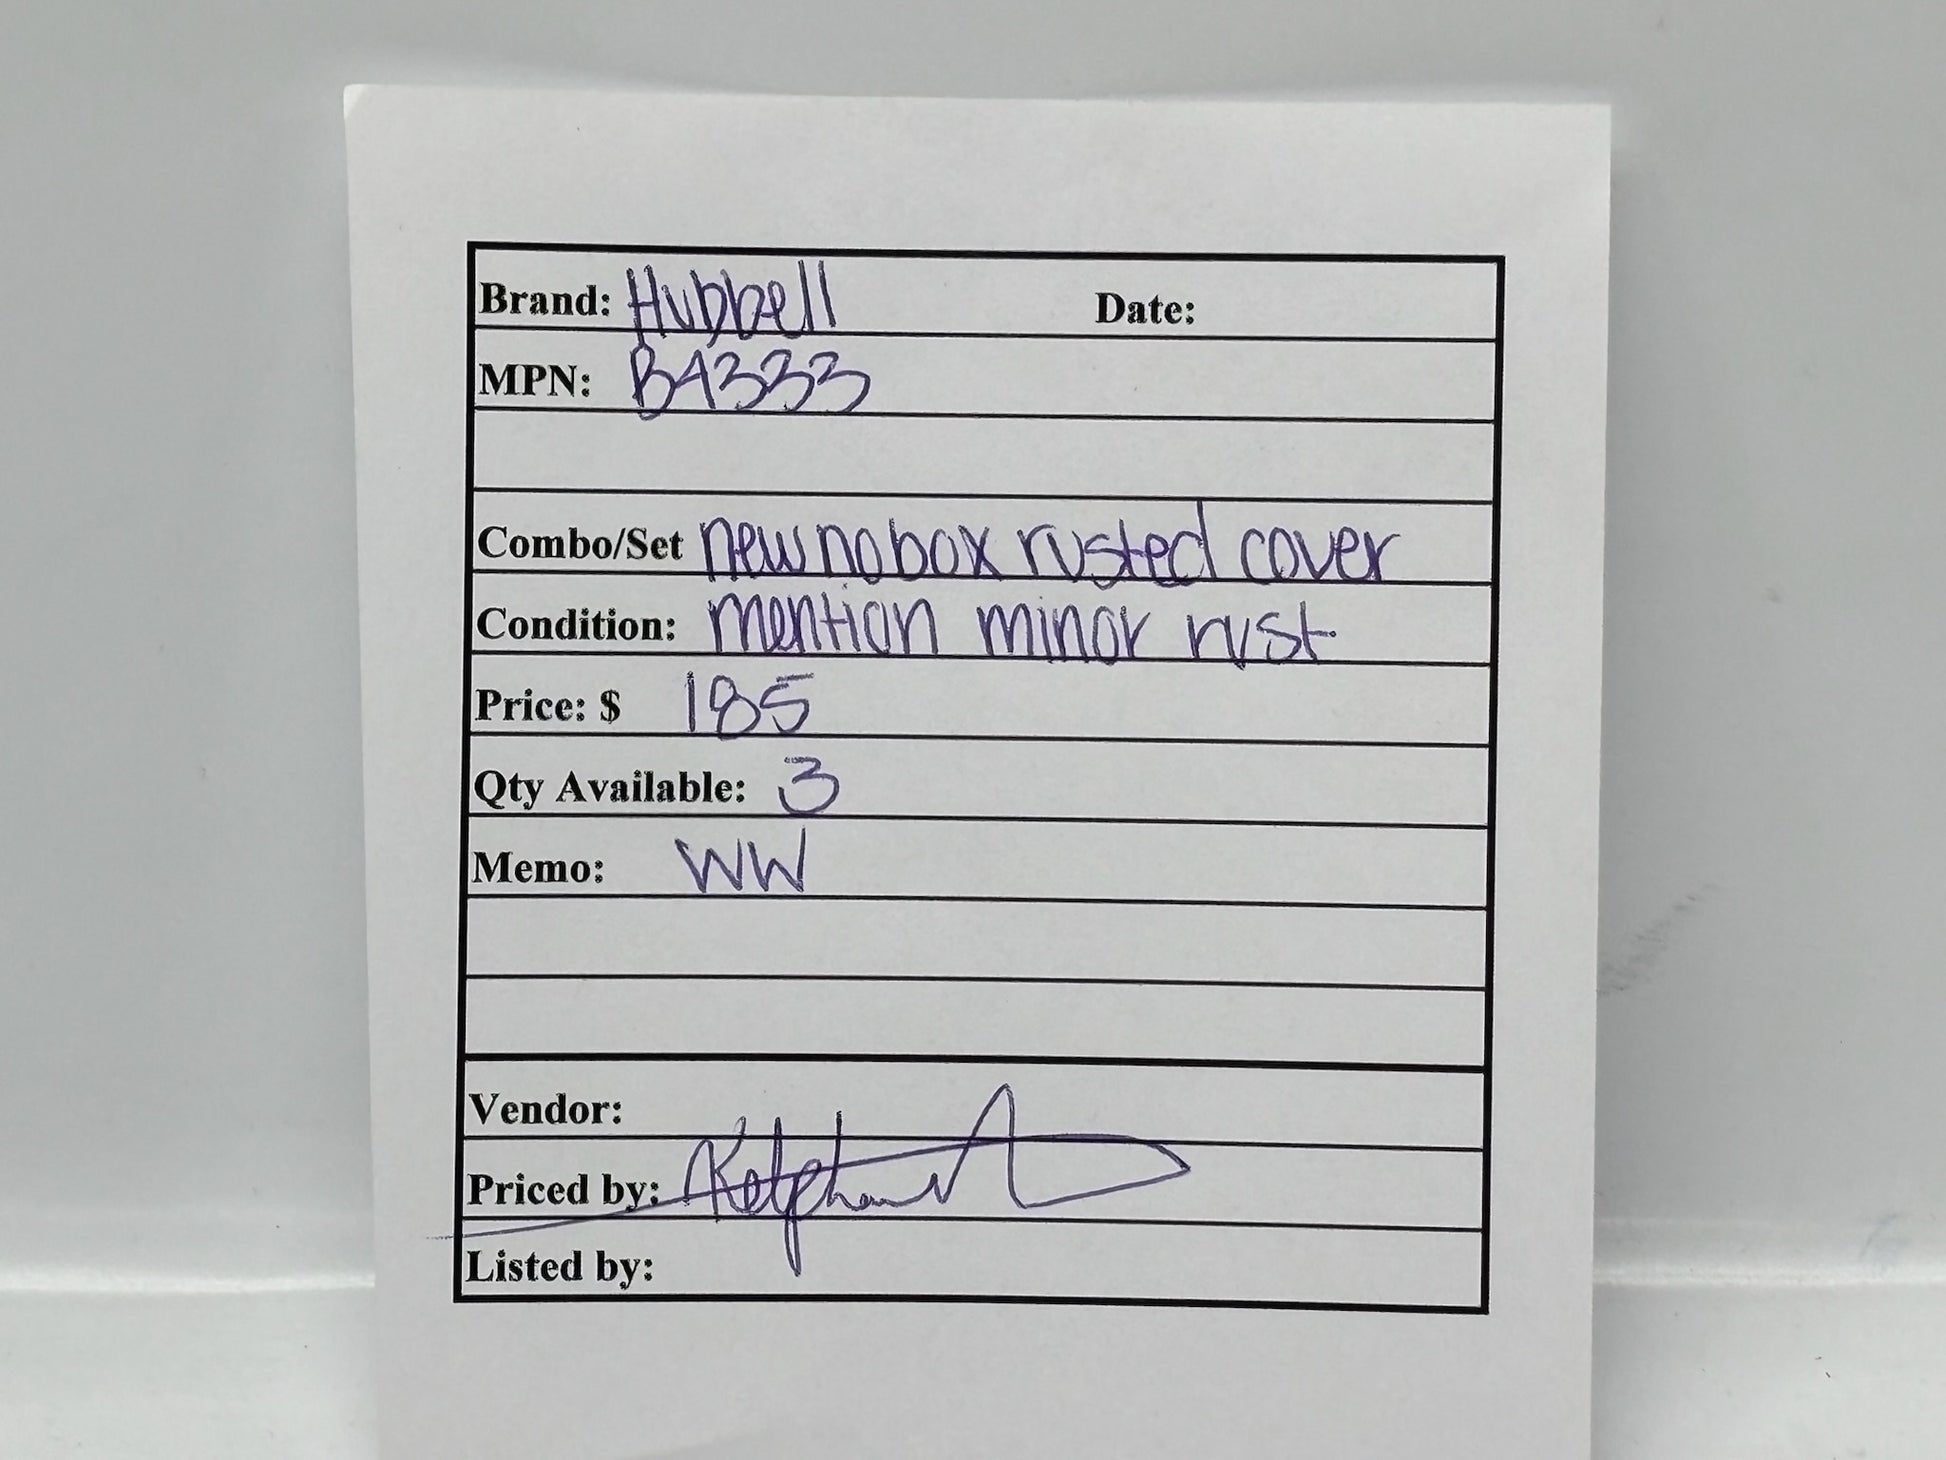 Brand: Hubbell Date:
MPN: BA333
Combo/Set new no box rusted cover
Condition: mention minor rust
Price: $ 185
Qty Available: 3
Memo: WW
Vendor:
Priced by:
Listed by: